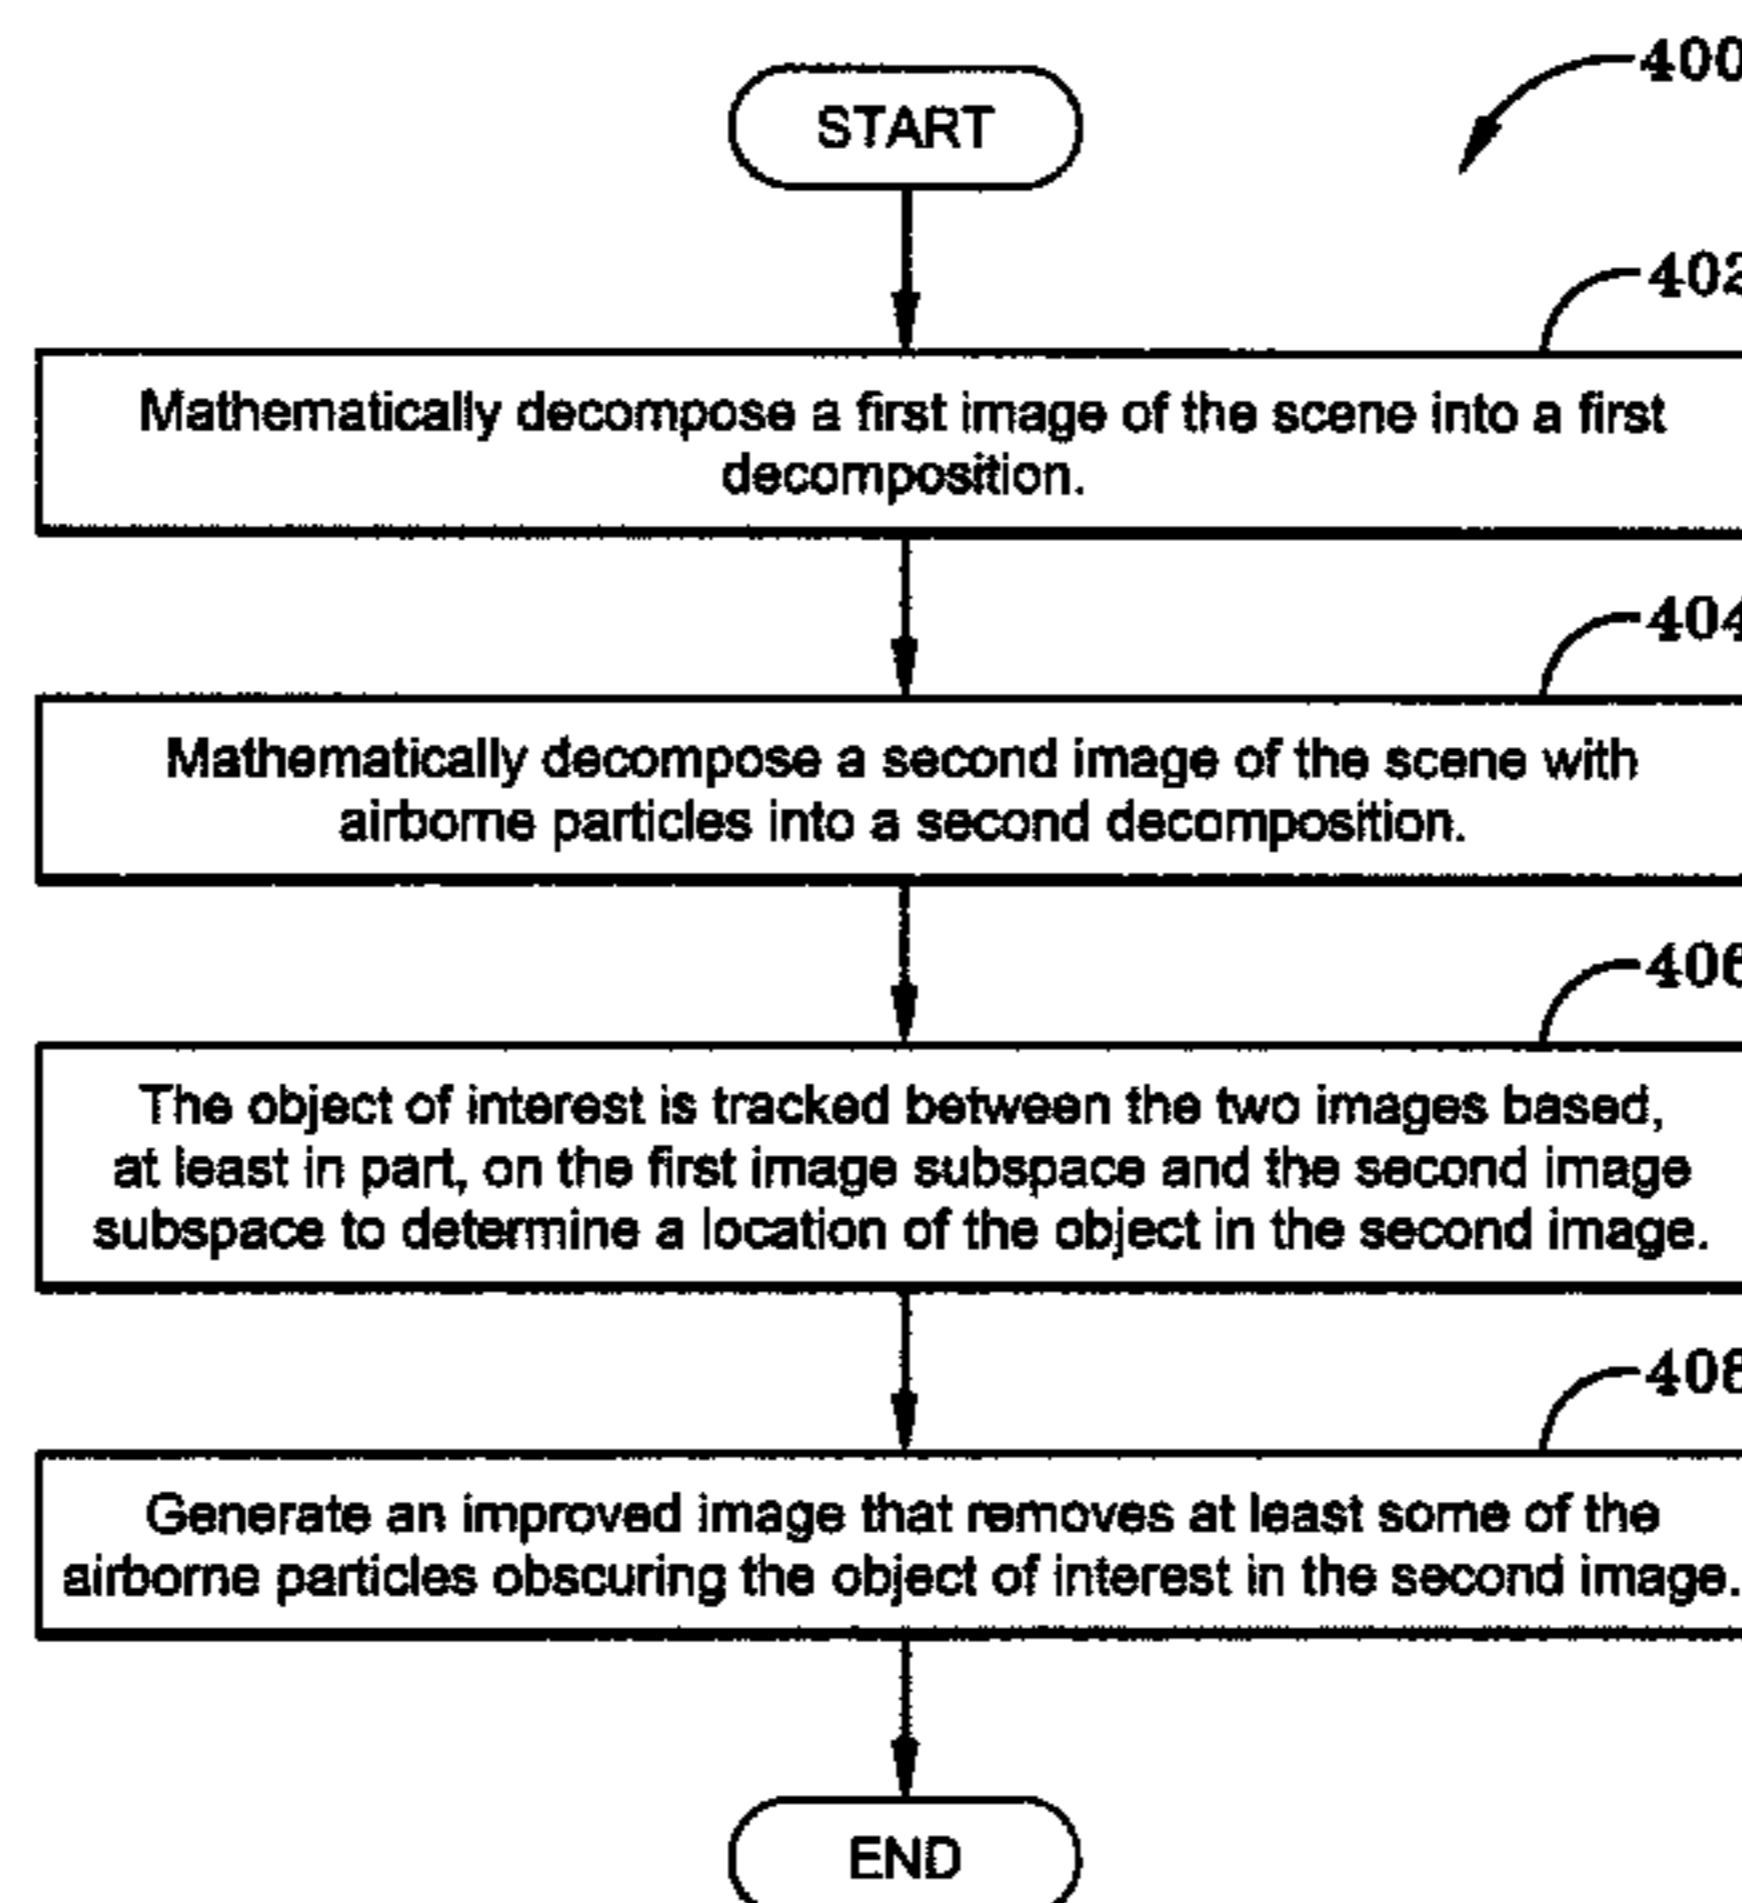 START
400
402
Mathematically decompose a first image of the scene into a first
decomposition.
404
Mathematically decompose a second image of the scene with
airborne particles into a second decomposition.
406
The object of interest is tracked between the two images based,
at least in part, on the first image subspace and the second image
subspace to determine a location of the object in the second image.
408
Generate an improved image that removes at least some of the
airborne particles obscuring the object of interest in the second image.
END